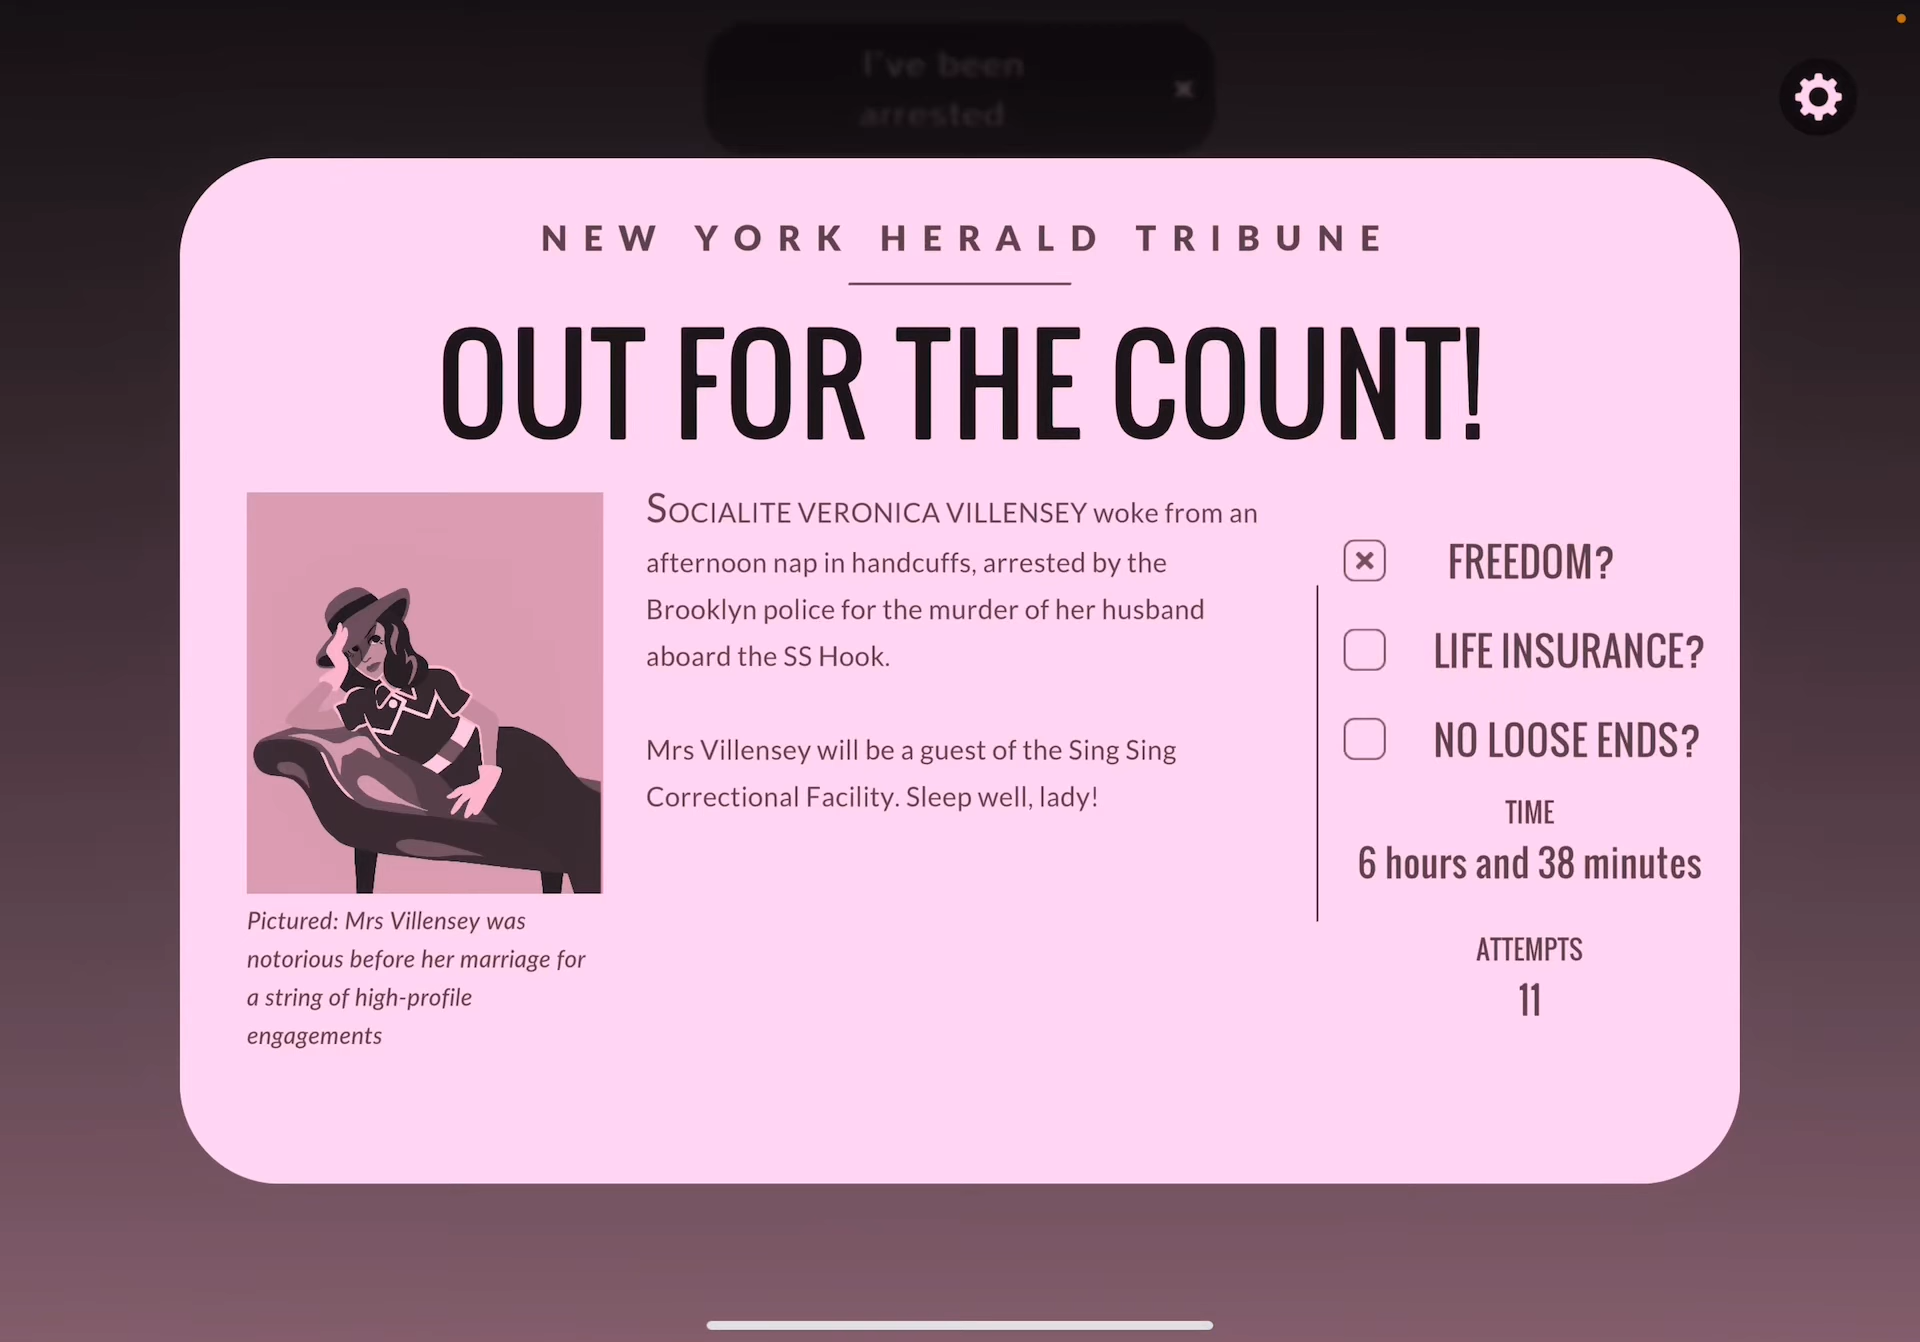 I've been
arrested
NEW YORK HERALD TRIBUNE
OUT FOR THE COUNT!
SOCIALITE VERONICA VILLENSEY woke from an
afternoon nap in handcuffs, arrested by the
Brooklyn police for the murder of her husband
aboard the SS Hook.
Mrs Villensey will be a guest of the Sing Sing
Correctional Facility. Sleep well, lady!
Pictured: Mrs Villensey was
notorious before her marriage for
a string of high-profile
engagements
FREEDOM?
LIFE INSURANCE?
NO LOOSE ENDS?
TIME
6 hours and 38 minutes
ATTEMPTS
11